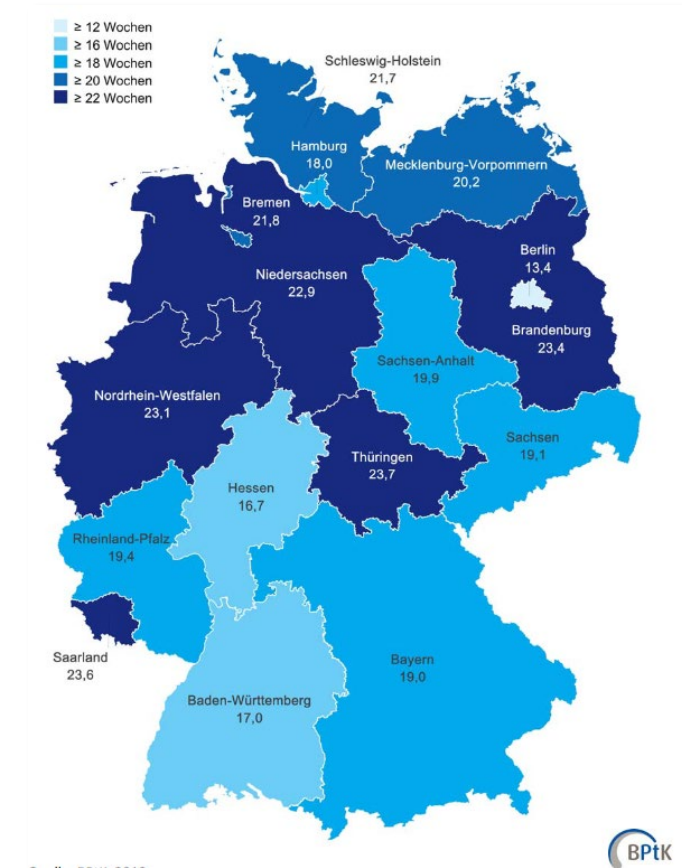 ≥ 12 Wochen
≥ 16 Wochen
≥ 18 Wochen
≥ 20 Wochen
≥ 22 Wochen
Schleswig-Holstein
21,7
Hamburg
18,0
Mecklenburg-Vorpommern
20,2
Bremen
21,8
Berlin
13,4
Niedersachsen
22,9
Brandenburg
23,4
Sachsen-Anhalt
19,9
Nordrhein-Westfalen
23,1
Sachsen
19,1
Thüringen
23,7
Hessen
16,7
Rheinland-Pfalz
19,4
Saarland
23,6
Bayern
19,0
Baden-Württemberg
17,0
BPtK